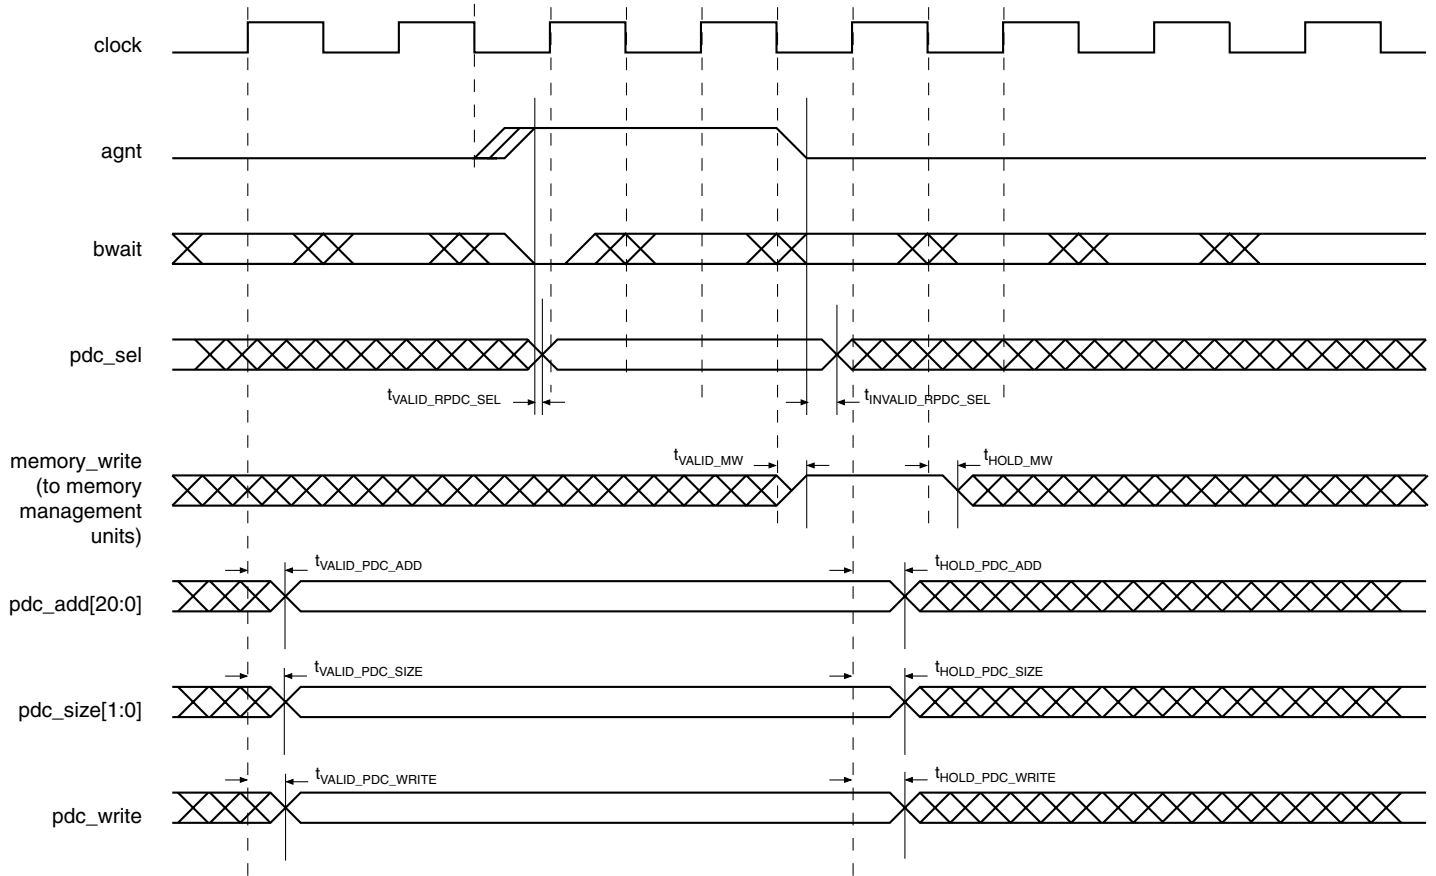 clock
agnt
bwait
pdc_sel
tVALID_RPDC_SEL
tINVALID_RPDC_SEL
memory_write
(to memory
management
units)
tVALID_MW
tHOLD_MW
tVALID_PDC_ADD
tHOLD_PDC_ADD
pdc_add[20:0]
tVALID_PDC_SIZE
tHOLD_PDC_SIZE
pdc_size[1:0]
tVALID_PDC_WRITE
tHOLD_PDC_WRITE
pdc_write